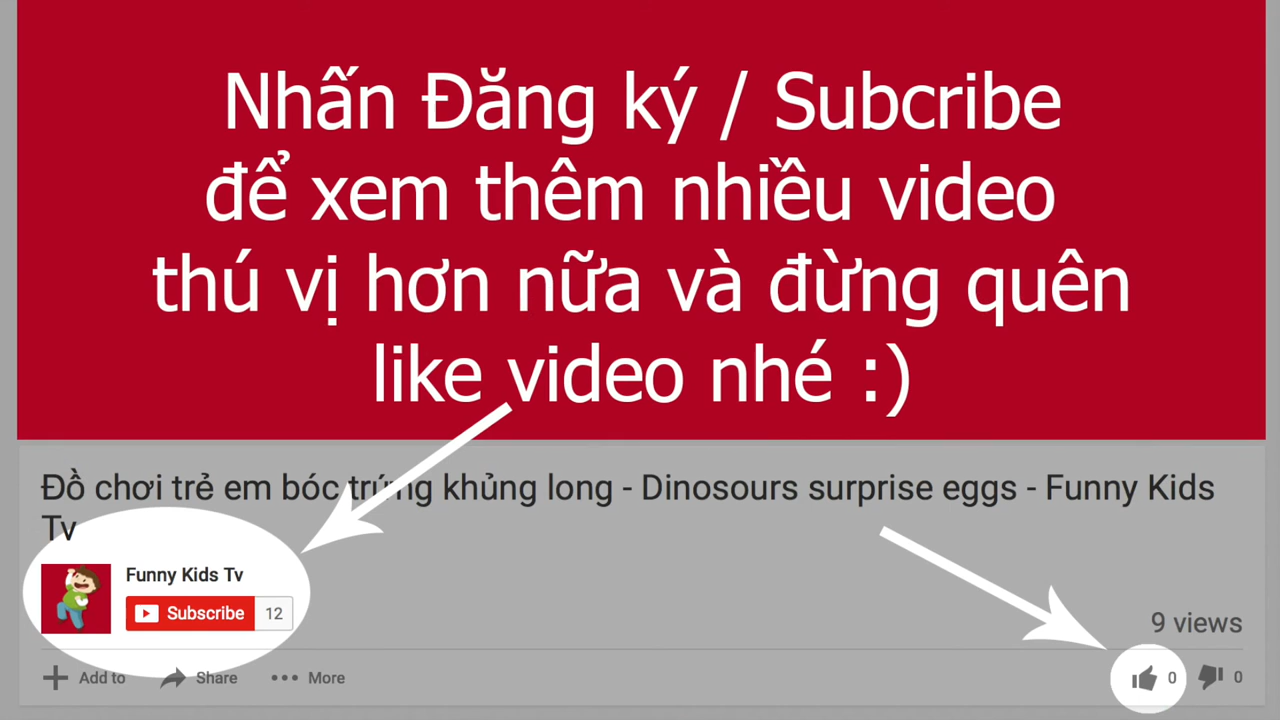 Nhấn Đăng ký / Subcribe
để xem thêm nhiều video
thú vị hơn nữa và đừng quên
like video nhé :)
Đồ chơi trẻ em bóc trứng khủng long - Dinosours surprise eggs - Funny Kids
Tv
Funny Kids Tv
Subscribe 12
9 views
Add to Share More 0 0